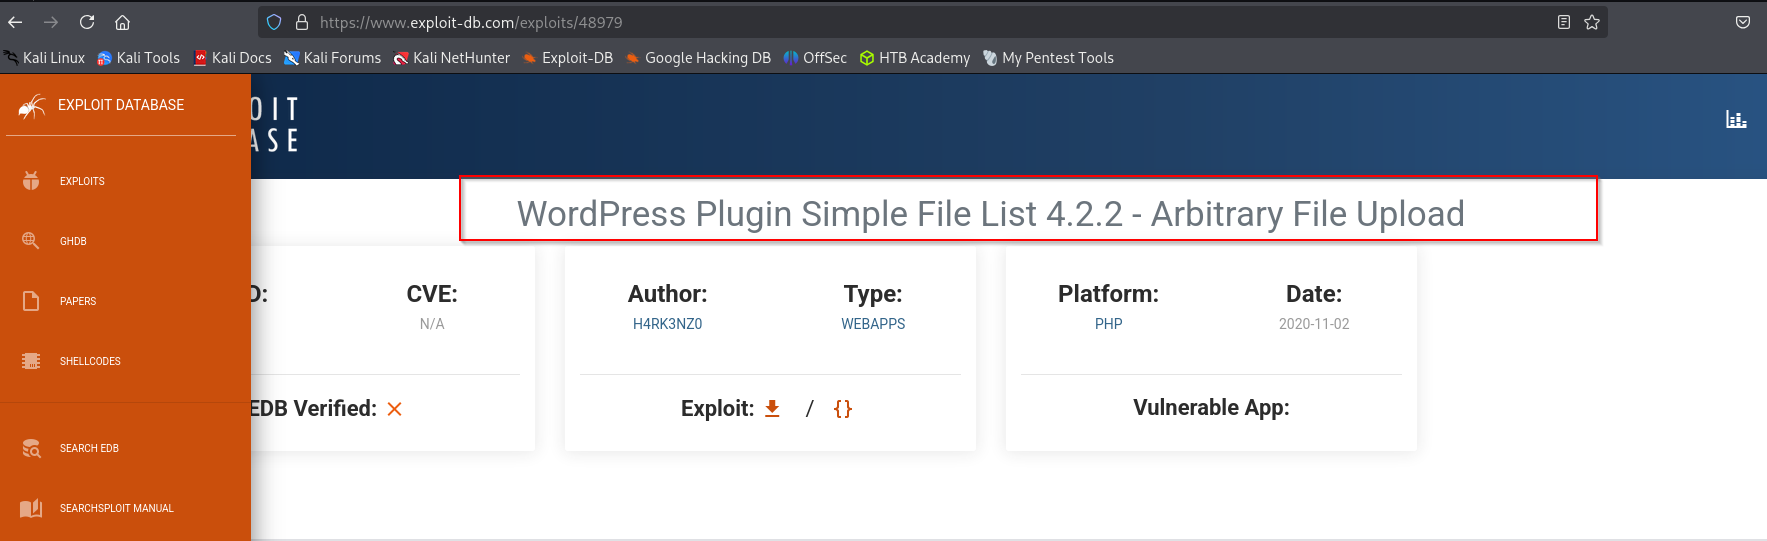 https://www.exploit-db.com/exploits/48979
Kali Linux Kali Tools Kali Docs Kali Forums Kali NetHunter Exploit-DB Google Hacking DB OffSec HTB Academy My Pentest Tools
EXPLOIT DATABASE
OIT
ASE
EXPLOITS
GHDB
PAPERS
SHELLCODES
SEARCH EDB
SEARCHSPLOIT MANUAL
WordPress Plugin Simple File List 4.2.2 - Arbitrary File Upload
D:
CVE:
N/A
EDB Verified:
Author:
H4RK3NZ0
Type:
WEBAPPS
Exploit: / {}
Platform:
PHP
Date:
2020-11-02
Vulnerable App: